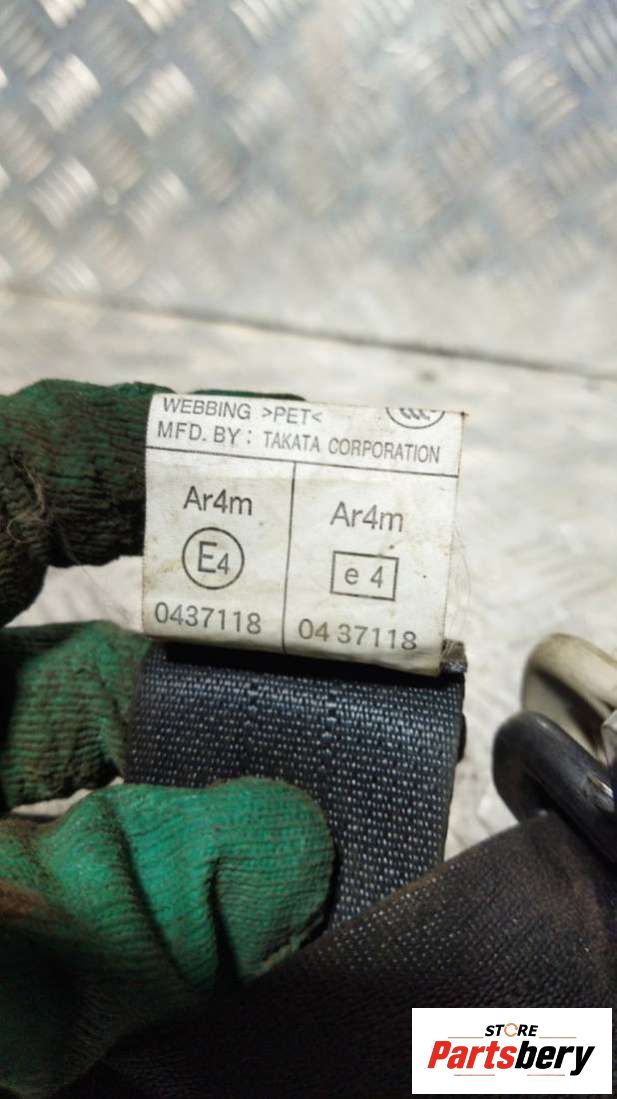 WEBBING >PET<
MFD. BY : TAKATA CORPORATION
Ar4m
E4
0437118
Ar4m
e 4
04 37118
STORE
Partsbery